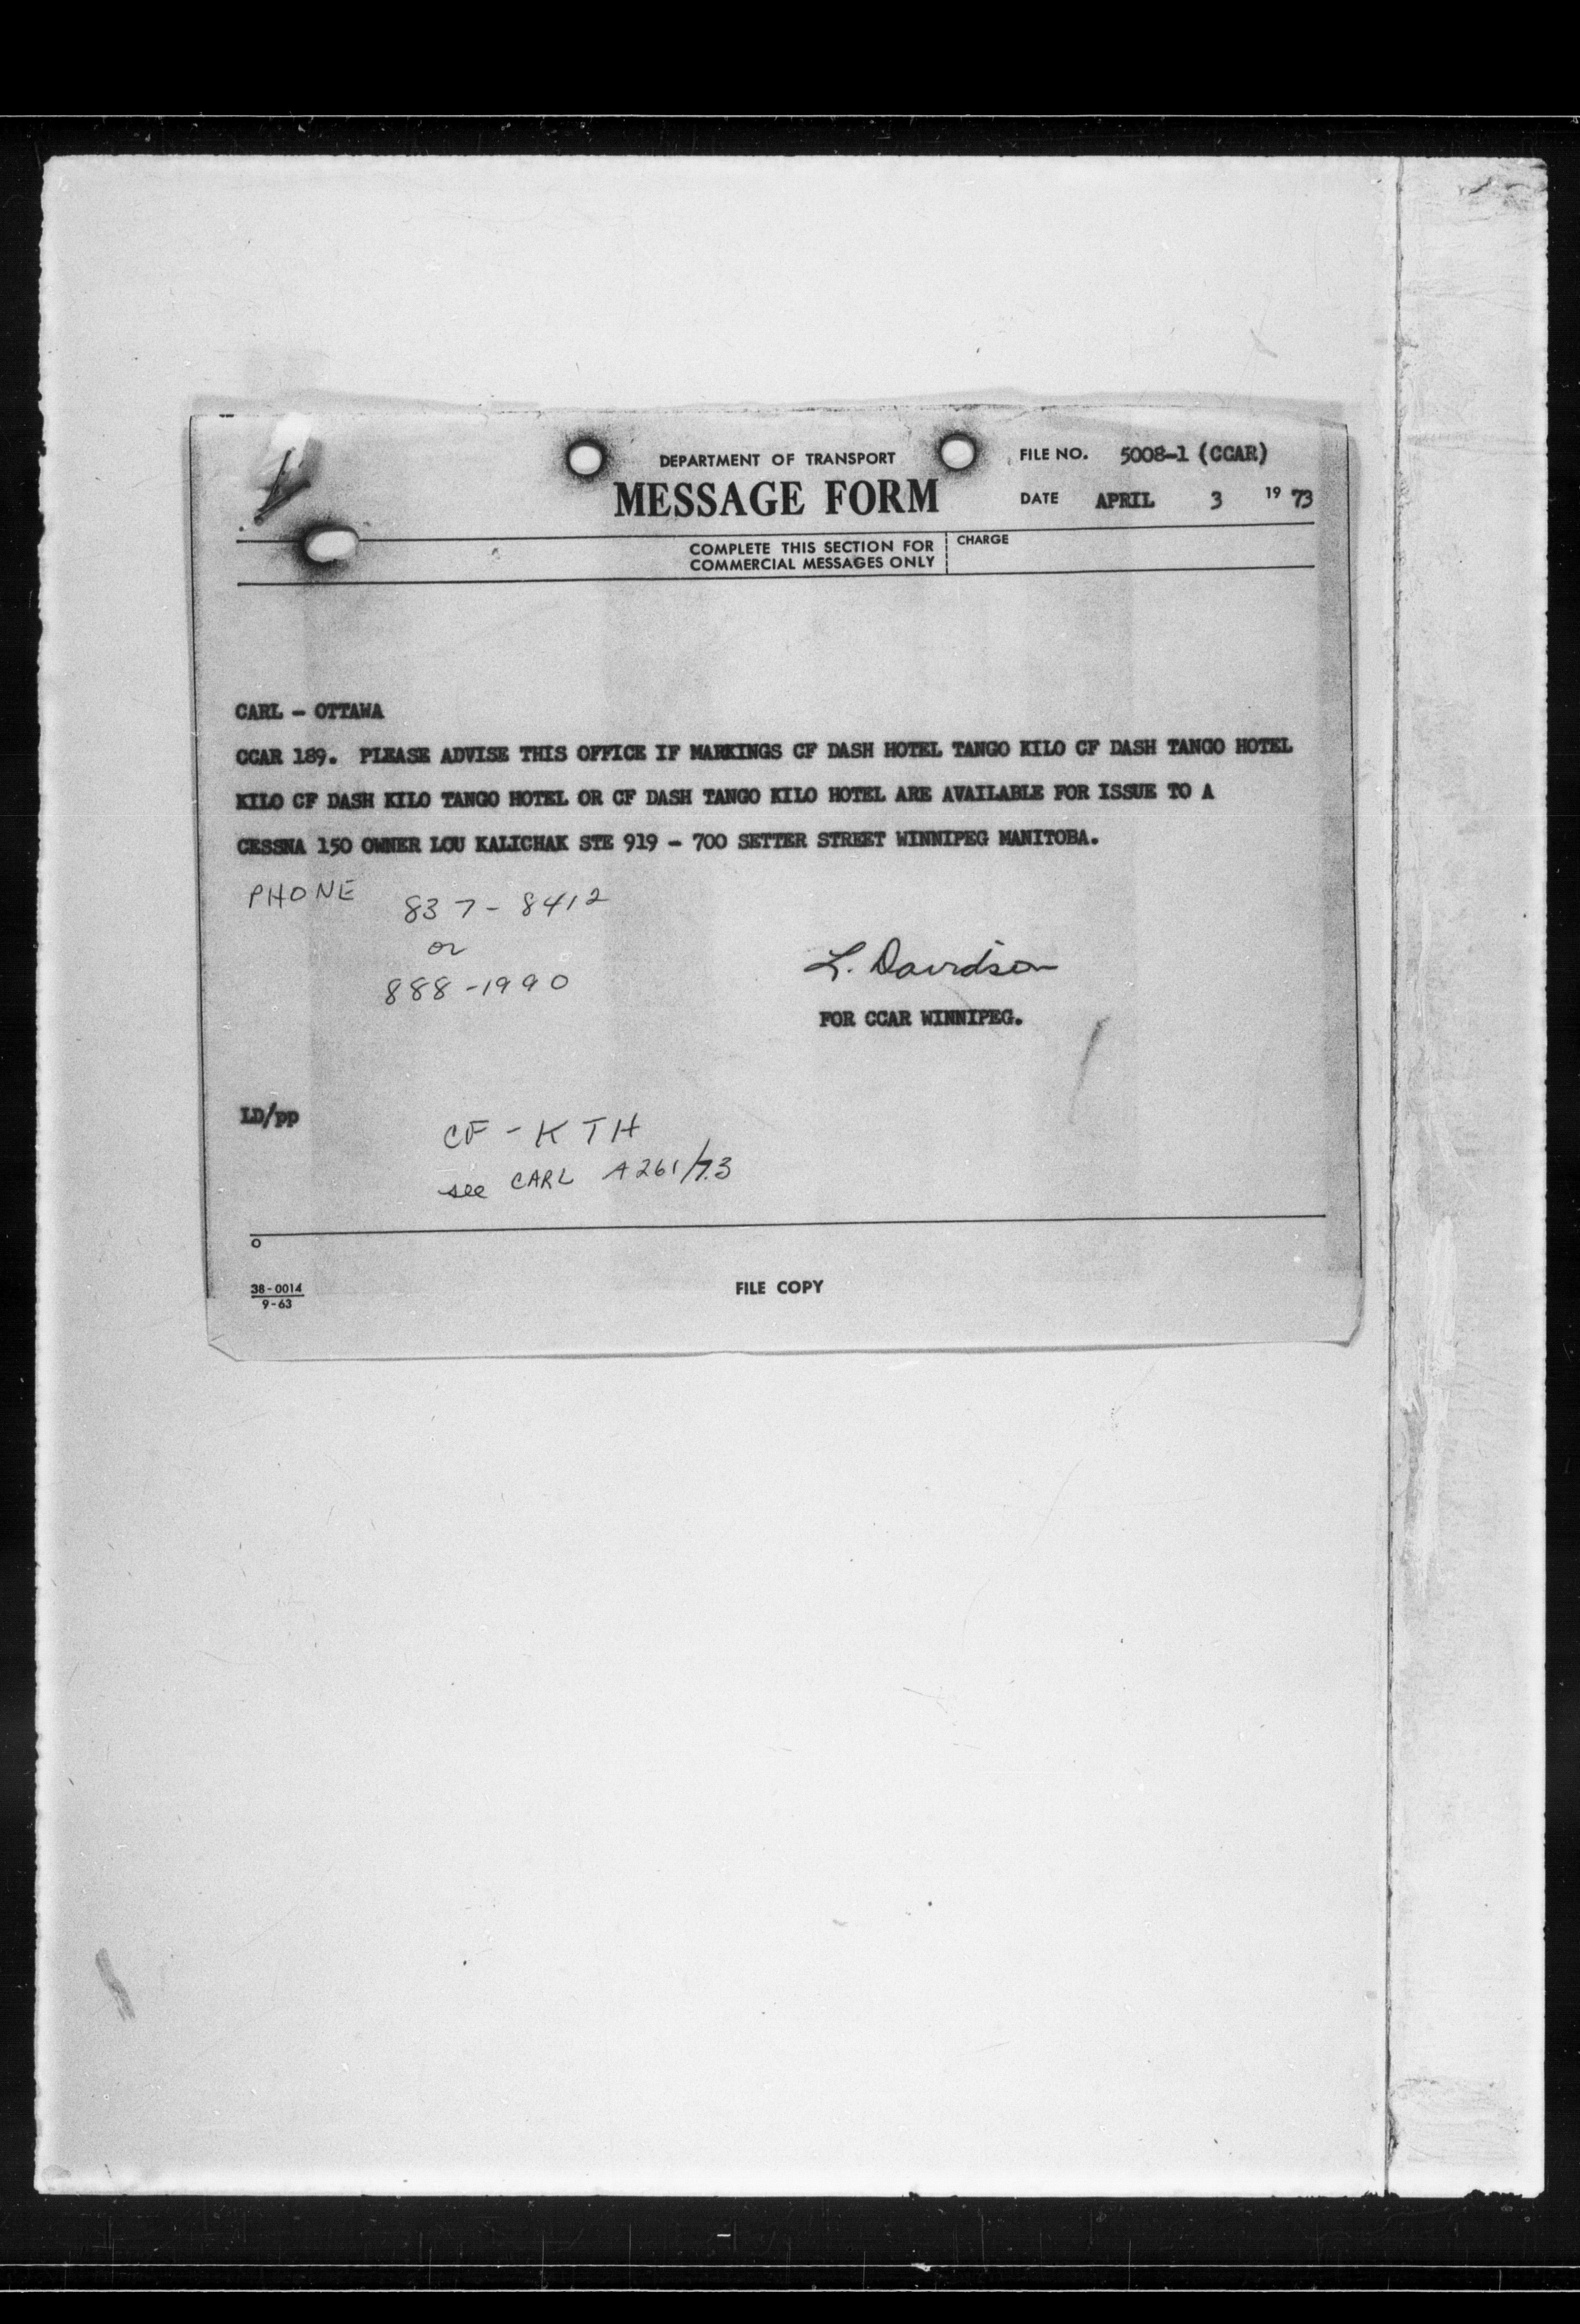 DEPARTMENT OF TRANSPORT
MESSAGE FORM
FILE NO. 5008-1 (CCAR)
DATE APRIL 3 19 73
COMPLETE THIS SECTION FOR
COMMERCIAL MESSAGES ONLY
CHARGE
CARL - OTTAWA
CCAR 189. PLEASE ADVISE THIS OFFICE IF MARKINGS CF DASH HOTEL TANGO KILO CF DASH TANGO HOTEL
KILO CF DASH KILO TANGO HOTEL OR CF DASH TANGO KILO HOTEL ARE AVAILABLE FOR ISSUE TO A
CESSNA 150 OWNER LOU KALICHAK STE 919 - 700 SETTER STREET WINNIPEG MANITOBA.
PHONE 837-8412
or
888-1990
L. Davidson
FOR CCAR WINNIPEG.
LD/pp
CF-KTH
see CARL A261/73
38-0014
9-63
FILE COPY